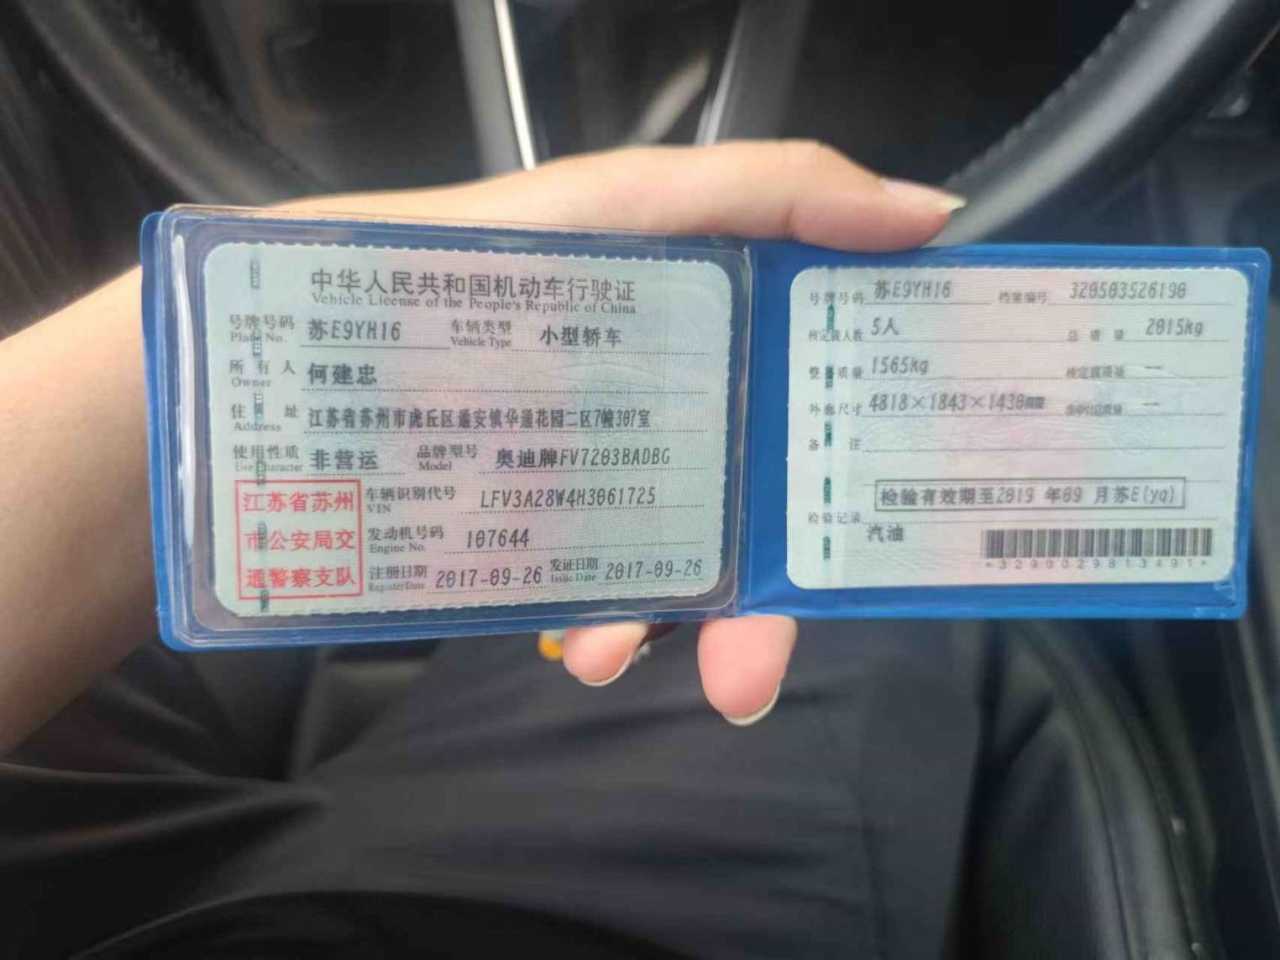 中华人民共和国机动车行驶证
Vehicle License of the People's Republic of China
号牌号码 苏E9YH16 车辆类型 小型轿车
Plate No. Vehicle Type
所有人 何建忠
Owner
住址 江苏省苏州市虎丘区通安镇华通花园二区7幢307室
Address
使用性质 非营运 品牌型号 奥迪牌FV7203BADBG
Use Character Model
江苏省苏州
市公安局交
通警察支队
车辆识别代号 LFV3A28W4H3061725
VIN
发动机号码 107644
Engine No.
注册日期 2017-09-26 发证日期 2017-09-26
Register Date Issue Date
号牌号码 苏E9YH16 档案编号 320503526190
核定载人数 5人 总质量 2015kg
整备质量 1565kg 核定载质量 --
外廓尺寸 4818×1843×1430mm --
备注
检验有效期至2019 年09 月苏E(yq)
检验记录
汽油
*3290029813491*